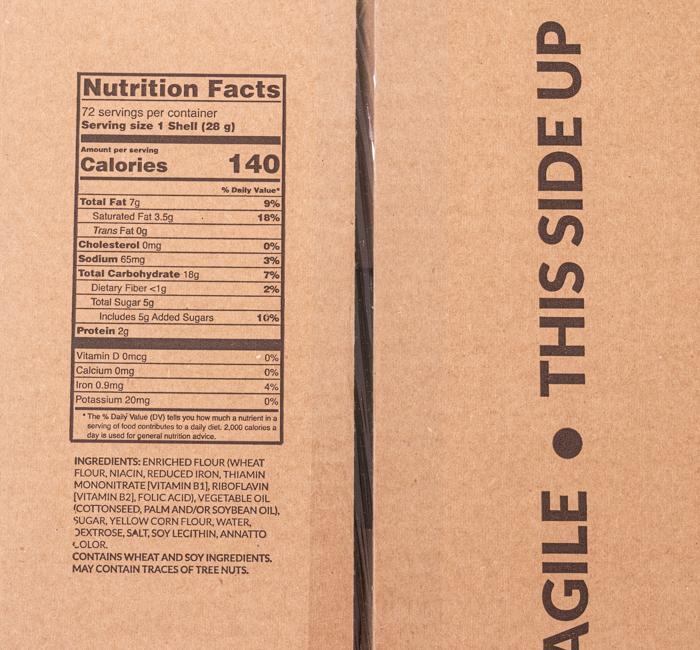 Nutrition Facts
72 servings per container
Serving size 1 Shell (28 g)
Amount per serving
Calories 140
% Daily Value*
Total Fat 7g 9%
Saturated Fat 3.5g 18%
Trans Fat 0g
Cholesterol 0mg 0%
Sodium 65mg 3%
Total Carbohydrate 18g 7%
Dietary Fiber <1g 2%
Total Sugar 5g
Includes 5g Added Sugars 10%
Protein 2g
Vitamin D 0mcg 0%
Calcium 0mg 0%
Iron 0.9mg 4%
Potassium 20mg 0%
* The % Daily Value (DV) tells you how much a nutrient in a
serving of food contributes to a daily diet. 2,000 calories a
day is used for general nutrition advice.
INGREDIENTS: ENRICHED FLOUR (WHEAT
FLOUR, NIACIN, REDUCED IRON, THIAMIN
MONONITRATE [VITAMIN B1], RIBOFLAVIN
[VITAMIN B2], FOLIC ACID), VEGETABLE OIL
(COTTONSEED, PALM AND/OR SOYBEAN OIL),
SUGAR, YELLOW CORN FLOUR, WATER,
DEXTROSE, SALT, SOY LECITHIN, ANNATTO
COLOR.
CONTAINS WHEAT AND SOY INGREDIENTS.
MAY CONTAIN TRACES OF TREE NUTS.
AGILE • THIS SIDE UP